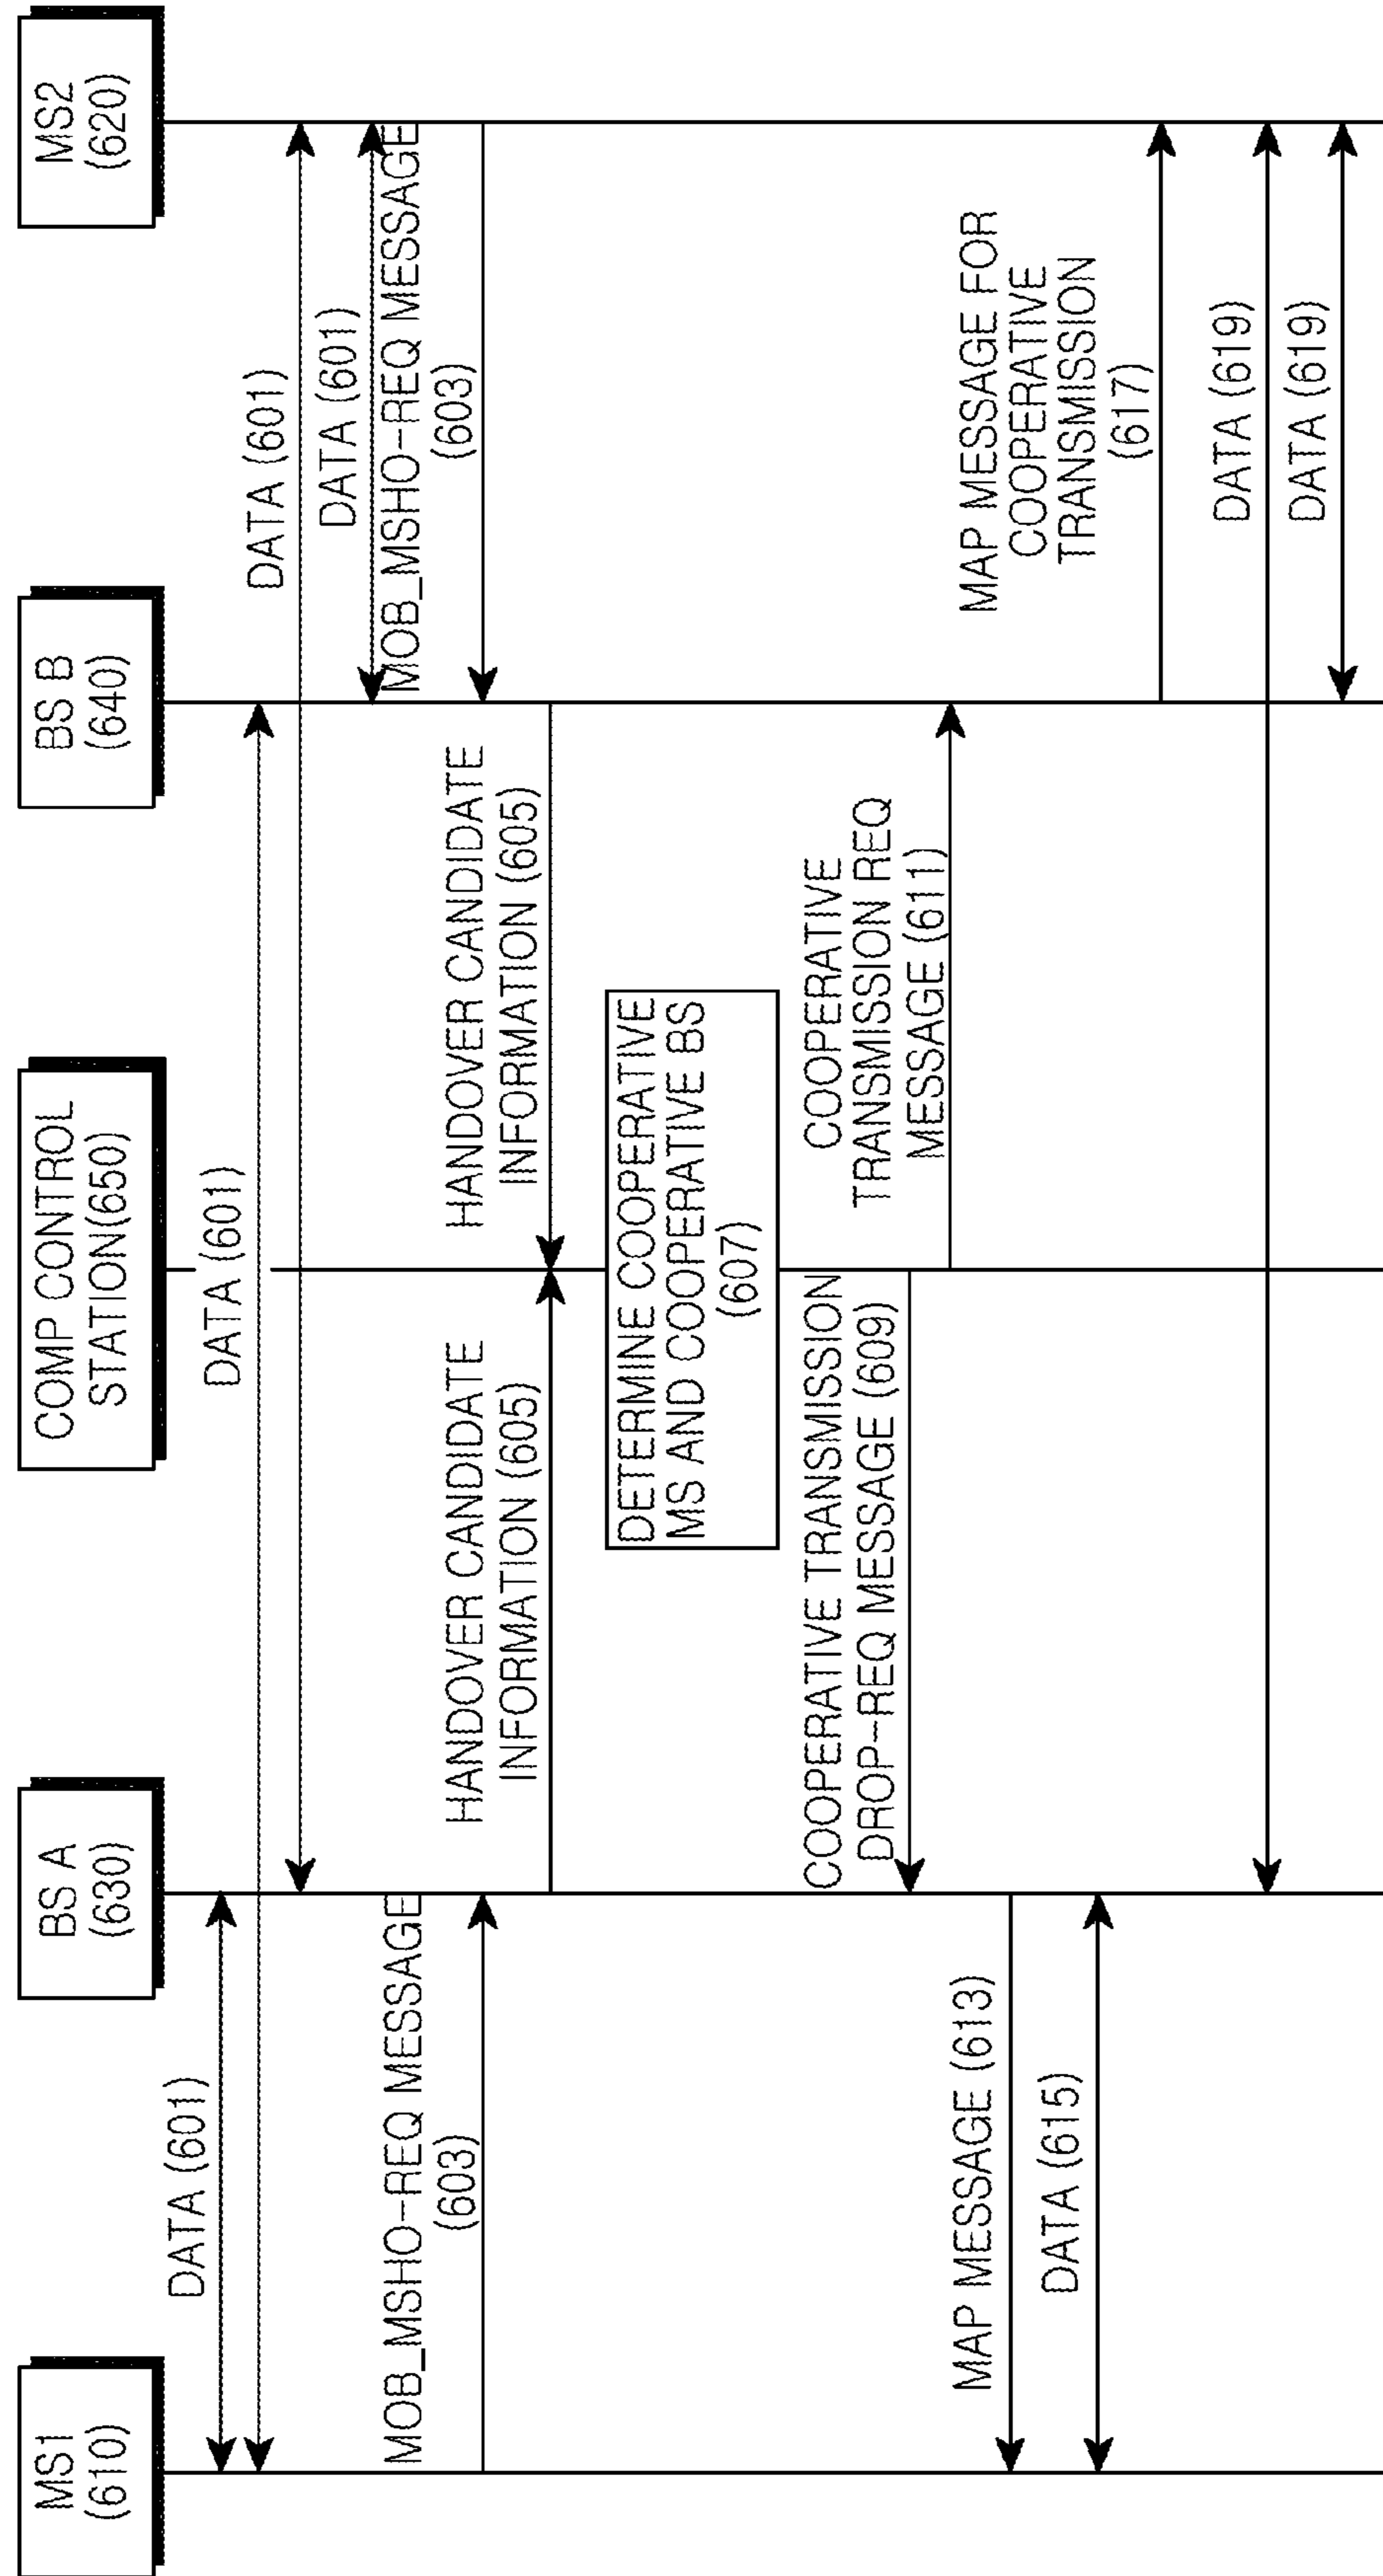 MS1
(610)
BS A
(630)
COMP CONTROL
STATION(650)
BS B
(640)
MS2
(620)
DATA (601)
DATA (601)
DATA (601)
DATA (601)
MOB_MSHO-REQ MESSAGE
(603)
MOB_MSHO-REQ MESSAGE
(603)
HANDOVER CANDIDATE
INFORMATION (605)
HANDOVER CANDIDATE
INFORMATION (605)
DETERMINE COOPERATIVE
MS AND COOPERATIVE BS
(607)
COOPERATIVE TRANSMISSION
DROP-REQ MESSAGE (609)
COOPERATIVE
TRANSMISSION REQ
MESSAGE (611)
MAP MESSAGE (613)
DATA (615)
MAP MESSAGE FOR
COOPERATIVE
TRANSMISSION
(617)
DATA (619)
DATA (619)